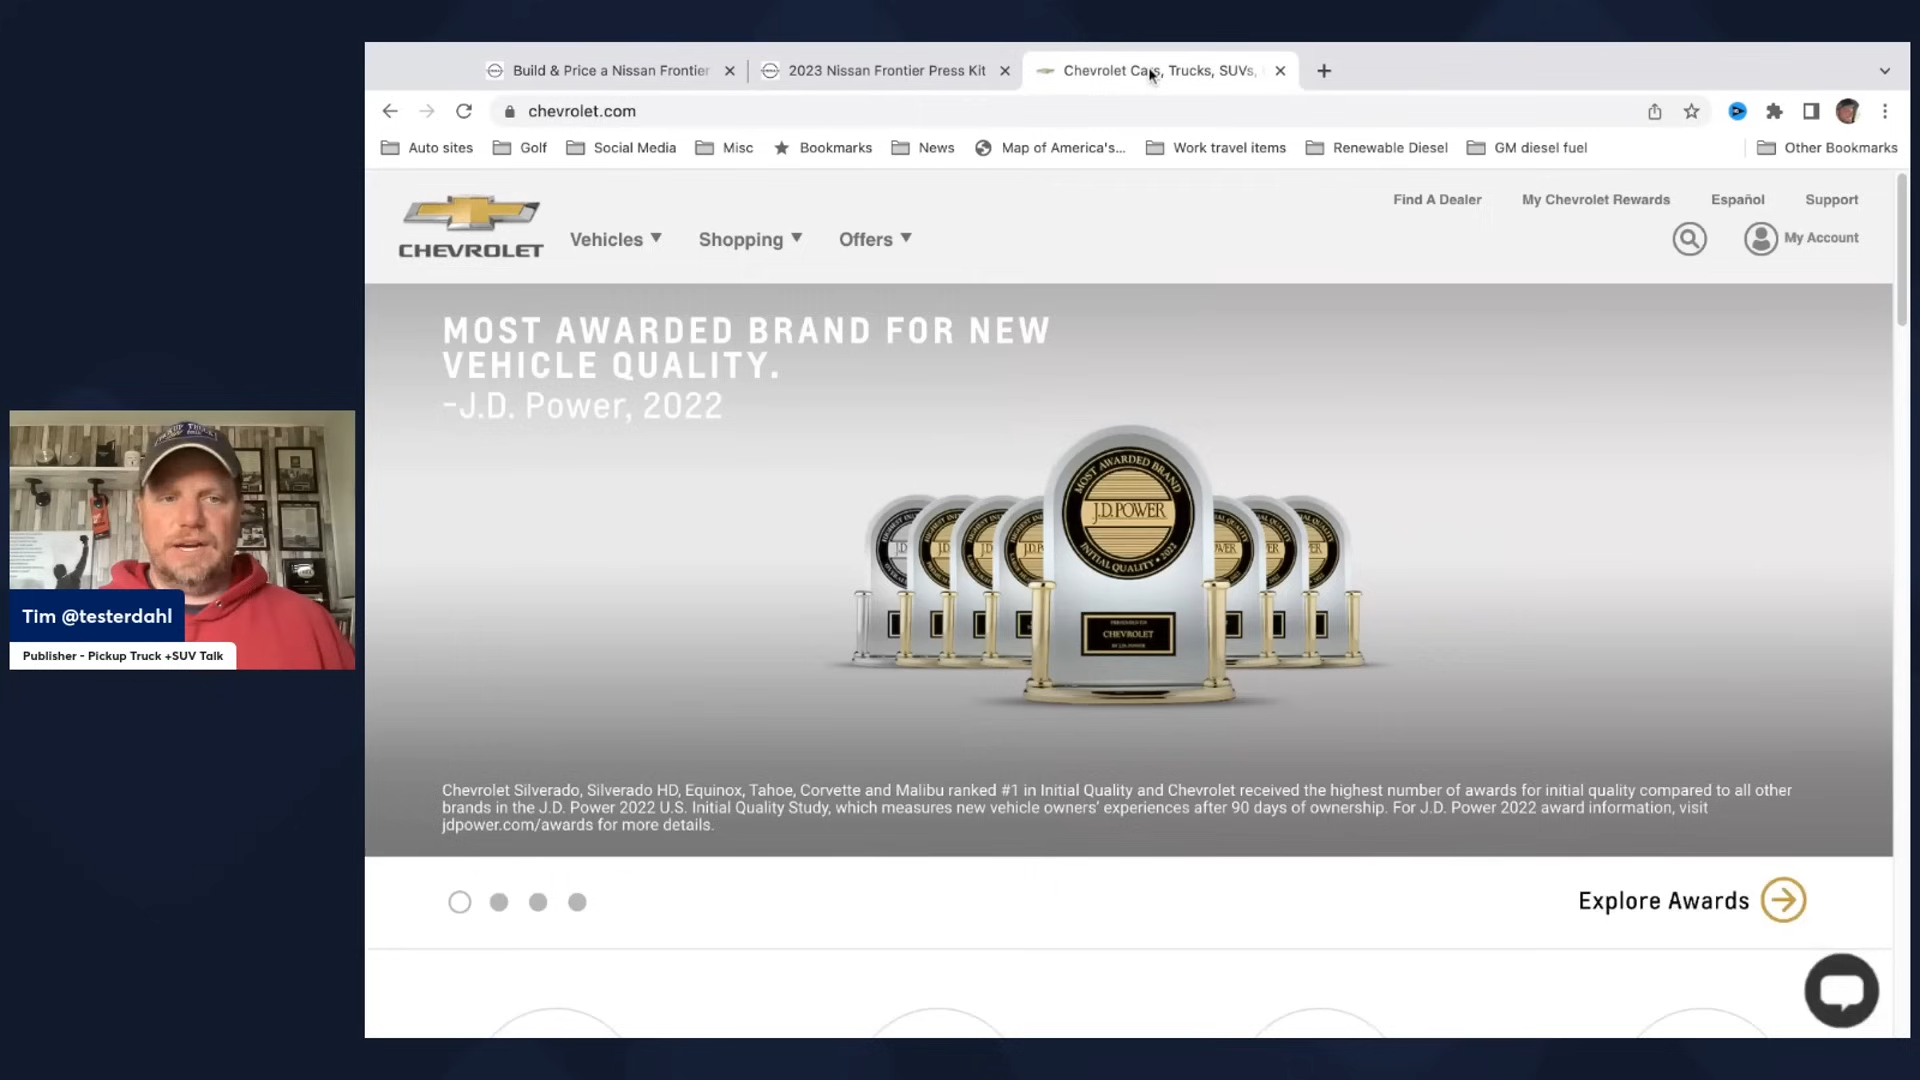 Build & Price a Nissan Frontier
2023 Nissan Frontier Press Kit
Chevrolet Cars, Trucks, SUVs,
chevrolet.com
Auto sites
Golf
Social Media
Misc
Bookmarks
News
Map of America's...
Work travel items
Renewable Diesel
GM diesel fuel
Other Bookmarks
Find A Dealer
My Chevrolet Rewards
Español
Support
CHEVROLET
Vehicles
Shopping
Offers
My Account
MOST AWARDED BRAND FOR NEW
VEHICLE QUALITY.
-J.D. Power, 2022
MOST AWARDED BRAND
J.D. POWER
INITIAL QUALITY • 2022
CHEVROLET
Chevrolet Silverado, Silverado HD, Equinox, Tahoe, Corvette and Malibu ranked #1 in Initial Quality and Chevrolet received the highest number of awards for initial quality compared to all other
brands in the J.D. Power 2022 U.S. Initial Quality Study, which measures new vehicle owners' experiences after 90 days of ownership. For J.D. Power 2022 award information, visit
jdpower.com/awards for more details.
Explore Awards
PICKUP TRUCK
Tim @testerdahl
Publisher - Pickup Truck +SUV Talk